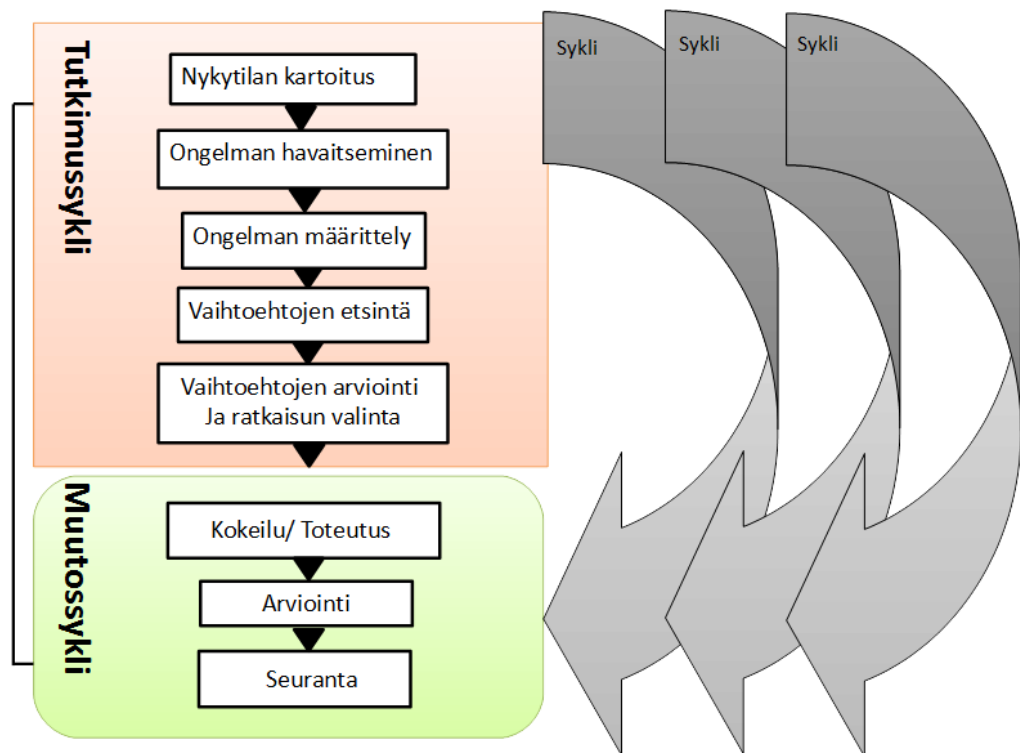 Tutkimussykli
Nykytilan kartoitus
Ongelman havaitseminen
Ongelman määrittely
Vaihtoehtojen etsintä
Vaihtoehtojen arviointi
Ja ratkaisun valinta
Muutossykli
Kokeilu/ Toteutus
Arviointi
Seuranta
Sykli
Sykli
Sykli